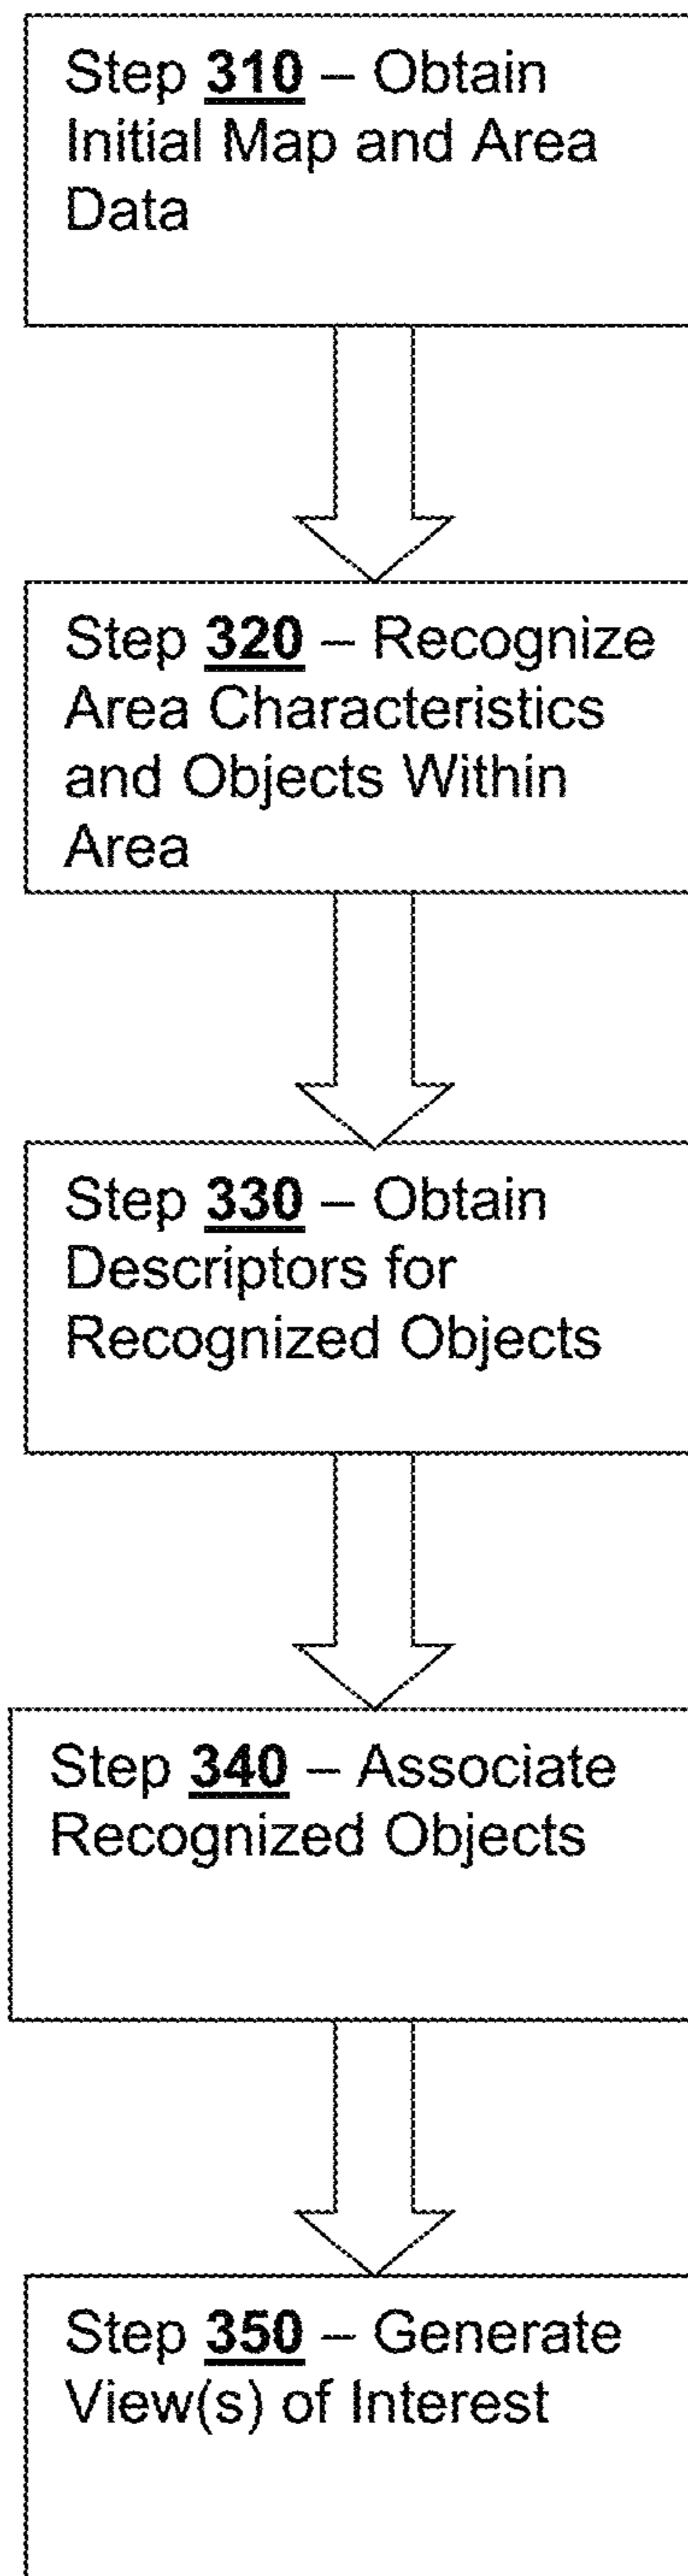 Step 310 – Obtain
Initial Map and Area
Data
Step 320 – Recognize
Area Characteristics
and Objects Within
Area
Step 330 – Obtain
Descriptors for
Recognized Objects
Step 340 – Associate
Recognized Objects
Step 350 – Generate
View(s) of Interest